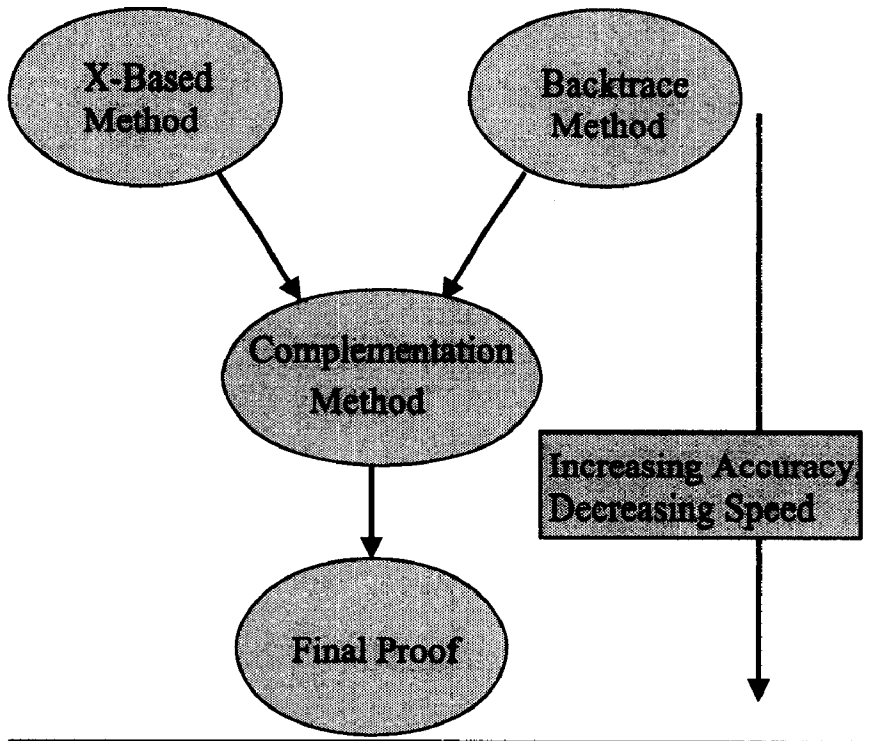 X-Based
Method
Backtrace
Method
Complementation
Method
Increasing Accuracy,
Decreasing Speed
Final Proof